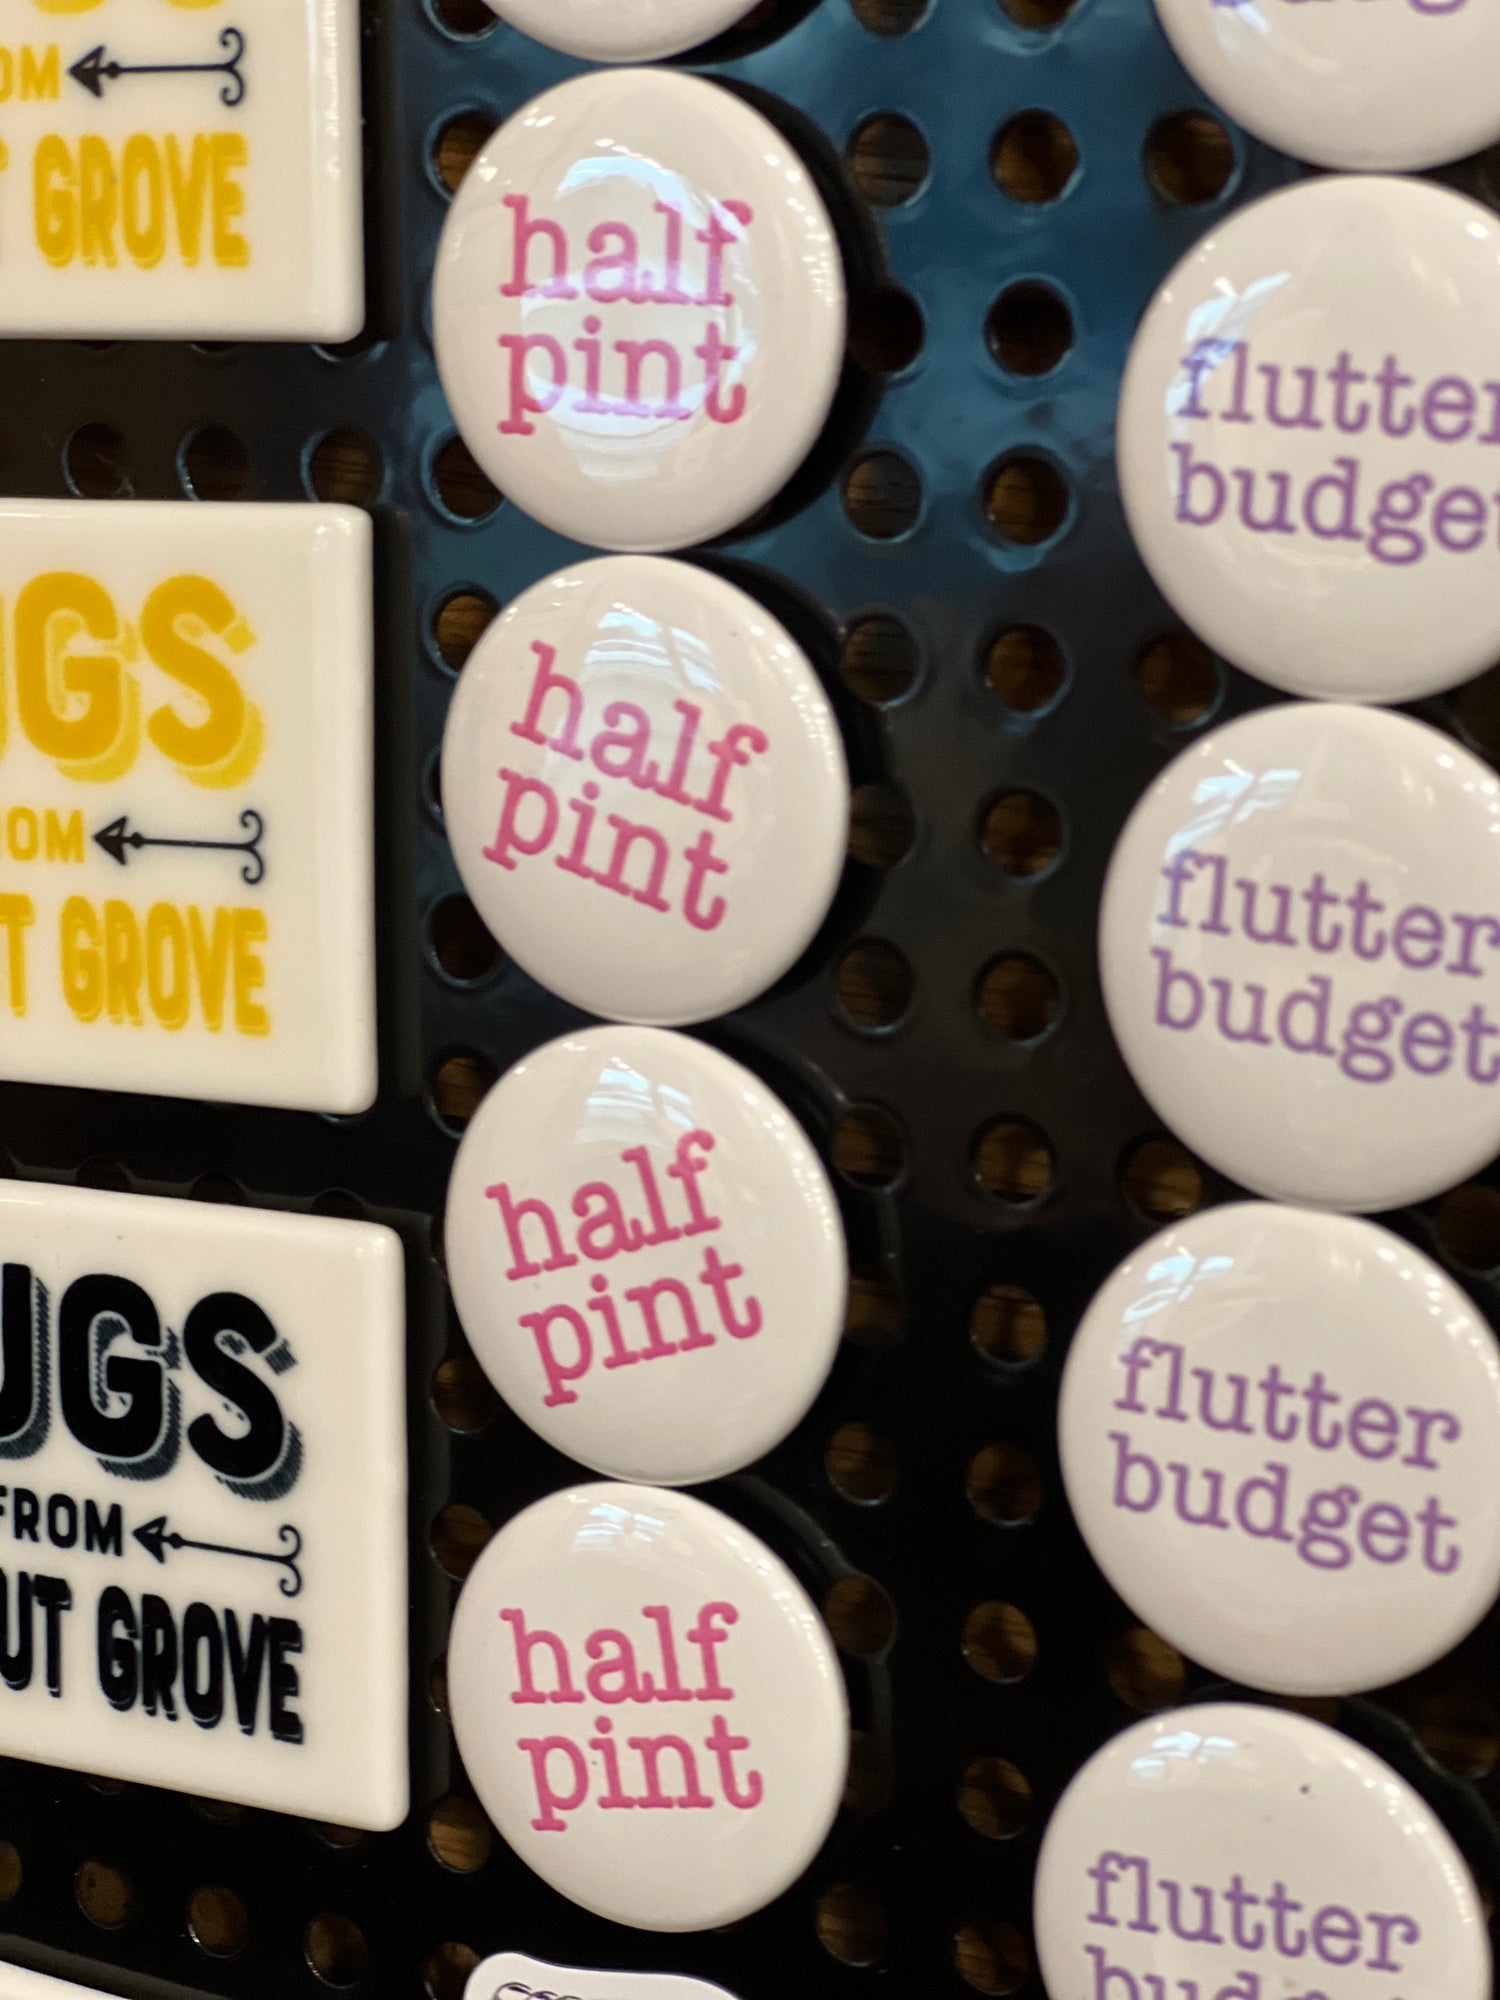 OM
GROVE
GS
OM
T GROVE
UGS
FROM
UT GROVE
half
pint
half
pint
half
pint
half
pint
flutter
budget
flutter
budget
flutter
budget
flutter